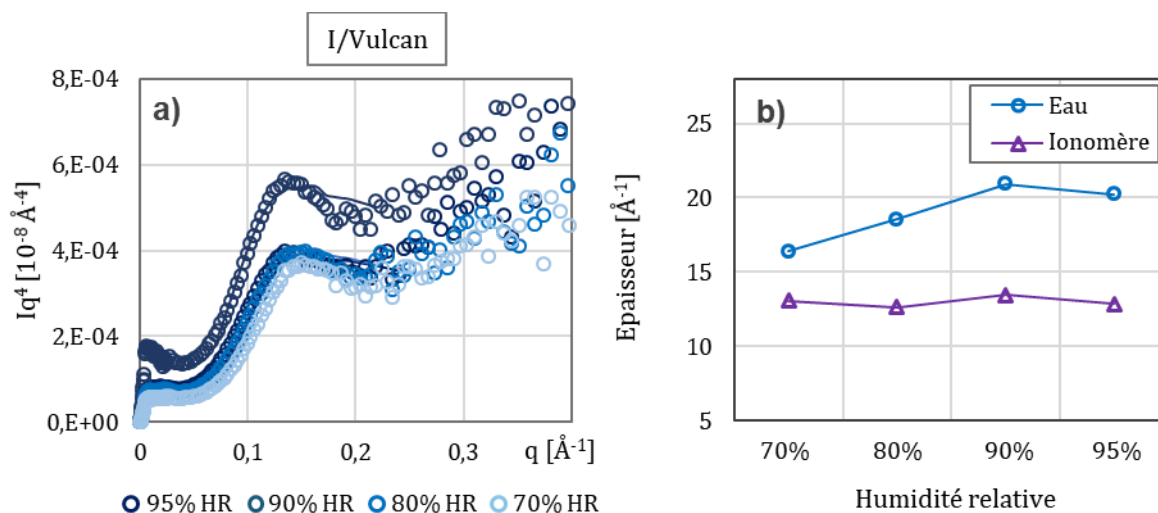 I/Vulcan
a)
Iq⁴ [10⁻⁸ Å⁻⁴]
8,E-04
6,E-04
4,E-04
2,E-04
0,E+00
0
0,1
0,2
0,3
q [Å⁻¹]
95% HR
90% HR
80% HR
70% HR
b)
Eau
Ionomère
Epaisseur [Å⁻¹]
25
20
15
10
5
70%
80%
90%
95%
Humidité relative